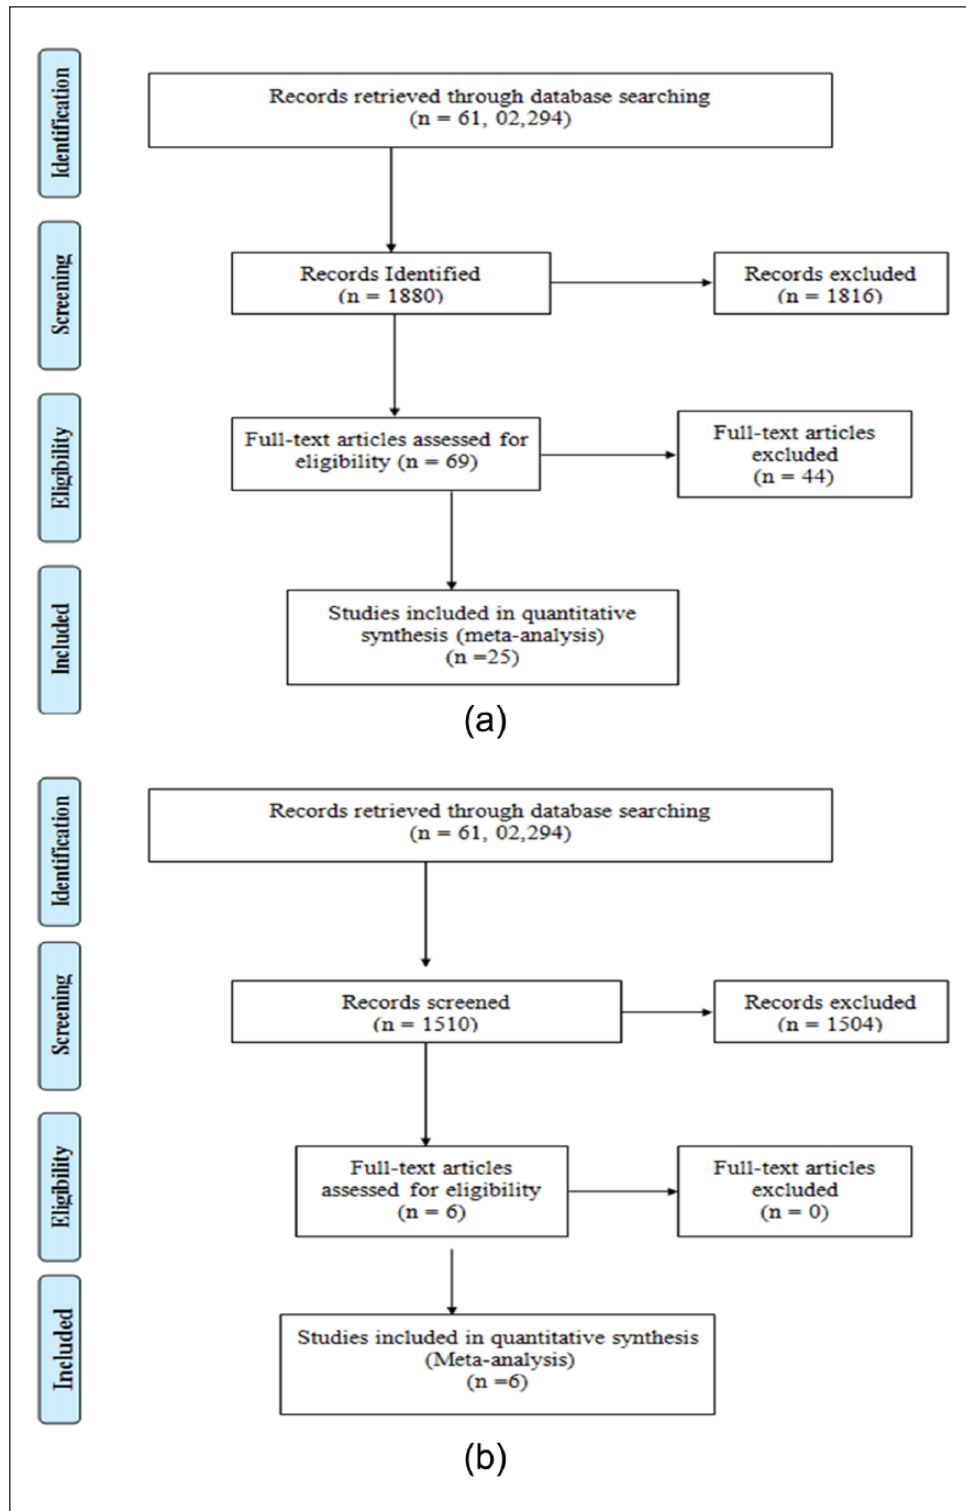 Identification
Records retrieved through database searching
(n = 61, 02,294)
Screening
Records Identified
(n = 1880)
Records excluded
(n = 1816)
Eligibility
Full-text articles assessed for
eligibility (n = 69)
Full-text articles
excluded
(n = 44)
Included
Studies included in quantitative
synthesis (meta-analysis)
(n =25)
(a)
Identification
Records retrieved through database searching
(n = 61, 02,294)
Screening
Records screened
(n = 1510)
Records excluded
(n = 1504)
Eligibility
Full-text articles
assessed for eligibility
(n = 6)
Full-text articles
excluded
(n = 0)
Included
Studies included in quantitative synthesis
(Meta-analysis)
(n =6)
(b)